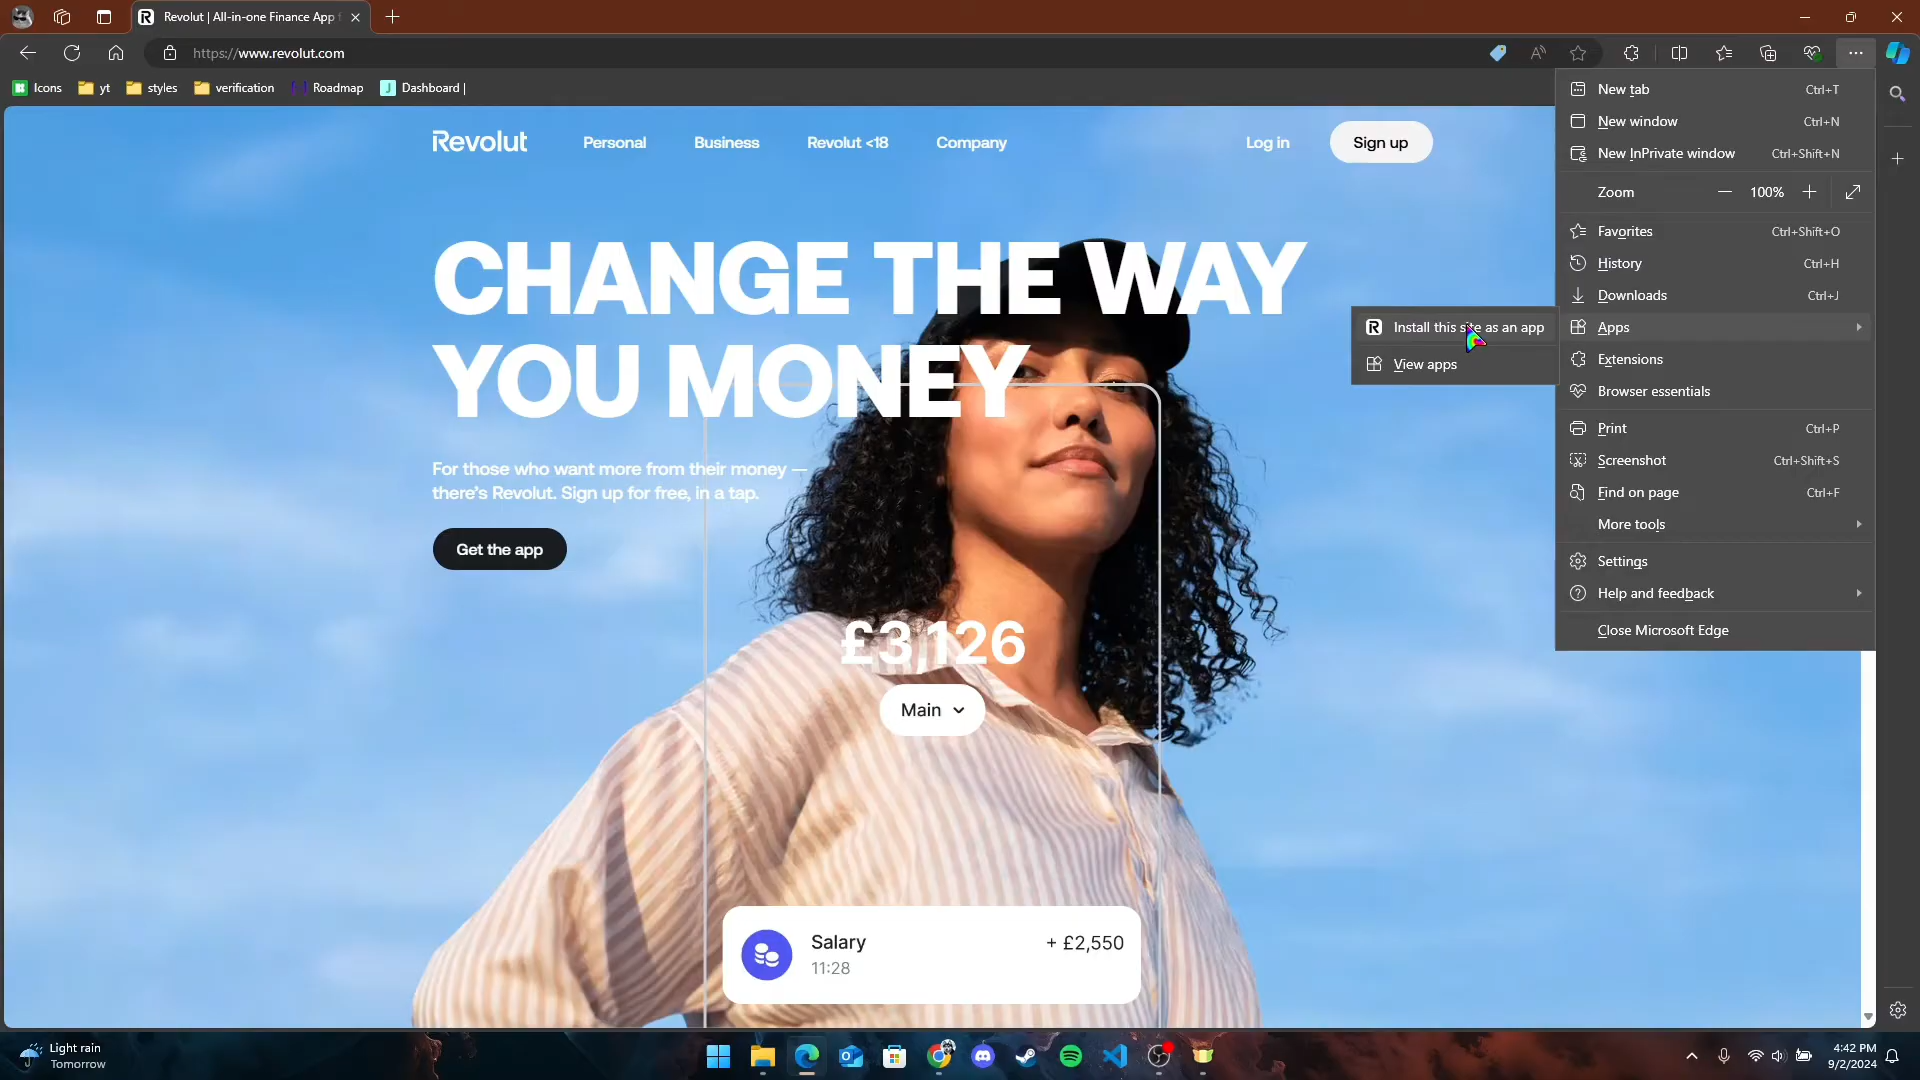 Revolut | All-in-one Finance App f
https://www.revolut.com
Icons
yt
styles
verification
Roadmap
Dashboard |
Revolut
Personal
Business
Revolut <18
Company
Log in
Sign up
CHANGE THE WAY
YOU MONEY
For those who want more from their money —
there's Revolut. Sign up for free, in a tap.
Get the app
£3,126
Main
Salary
11:28
+ £2,550
New tab Ctrl+T
New window Ctrl+N
New InPrivate window Ctrl+Shift+N
Zoom 100%
Favorites Ctrl+Shift+O
History Ctrl+H
Downloads Ctrl+J
Apps
Install this site as an app
View apps
Extensions
Browser essentials
Print Ctrl+P
Screenshot Ctrl+Shift+S
Find on page Ctrl+F
More tools
Settings
Help and feedback
Close Microsoft Edge
Light rain
Tomorrow
4:42 PM
9/2/2024